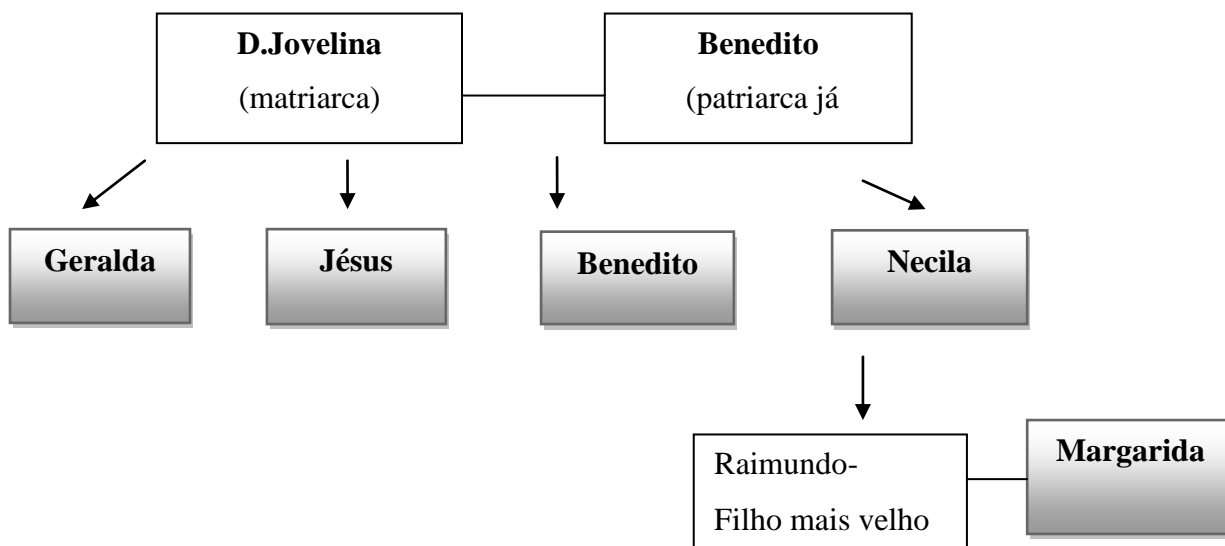 D.Jovelina
(matriarca)
Benedito
(patriarca já
Geralda
Jésus
Benedito
Necila
Raimundo-
Filho mais velho
Margarida